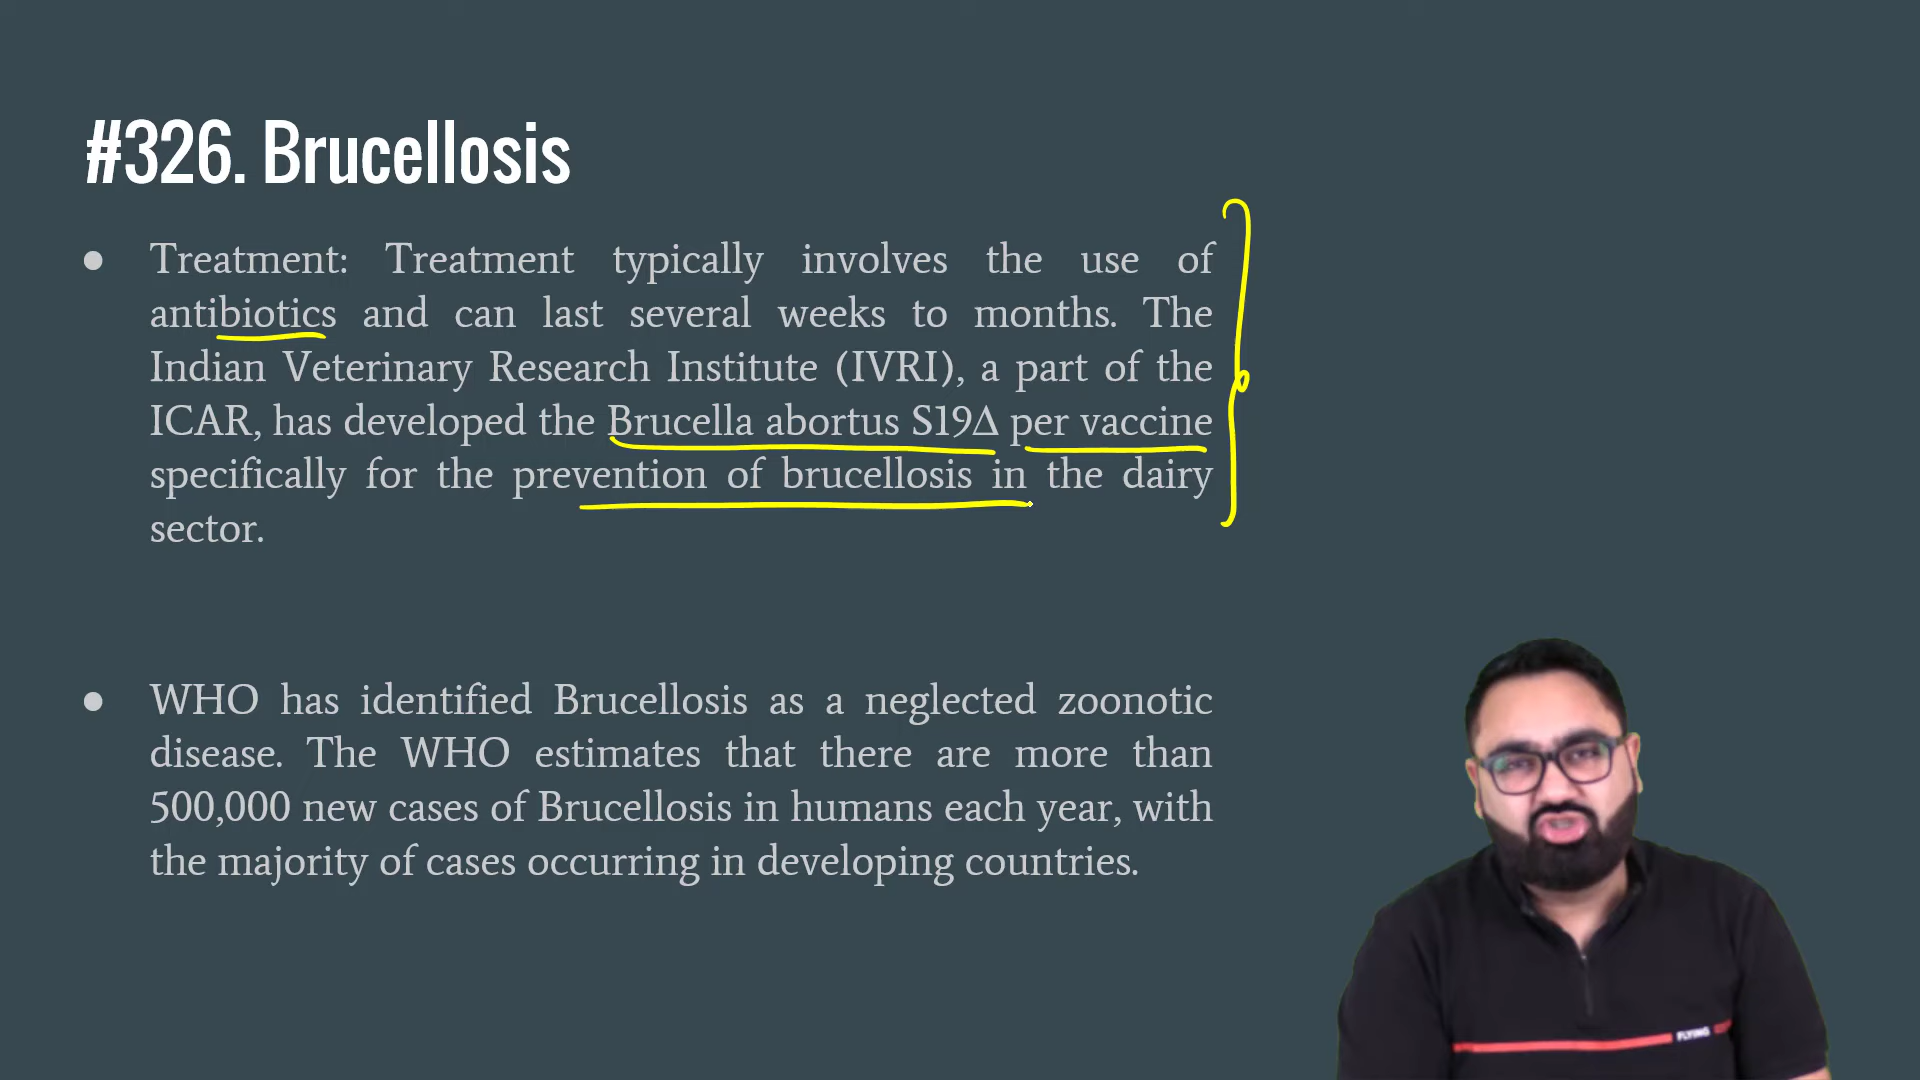 #326. Brucellosis
● Treatment: Treatment typically involves the use of
antibiotics and can last several weeks to months. The
Indian Veterinary Research Institute (IVRI), a part of the
ICAR, has developed the Brucella abortus S19Δ per vaccine
specifically for the prevention of brucellosis in the dairy
sector.
● WHO has identified Brucellosis as a neglected zoonotic
disease. The WHO estimates that there are more than
500,000 new cases of Brucellosis in humans each year, with
the majority of cases occurring in developing countries.
FLYING